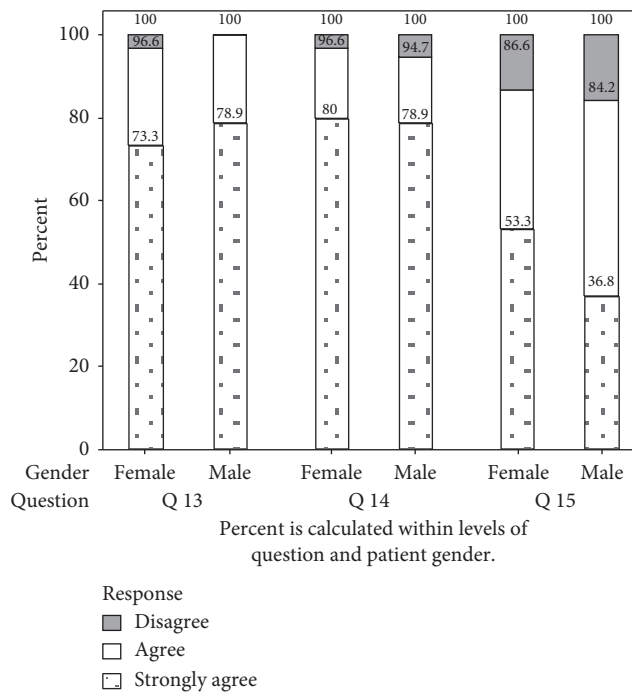 100 100 100 100 100 100
100 96.6 96.6 94.7 86.6 84.2
80 73.3 78.9 80 78.9
60 53.3
40 36.8
20
0
Percent
Gender Female Male Female Male Female Male
Question Q 13 Q 14 Q 15
Percent is calculated within levels of
question and patient gender.
Response
Disagree
Agree
Strongly agree